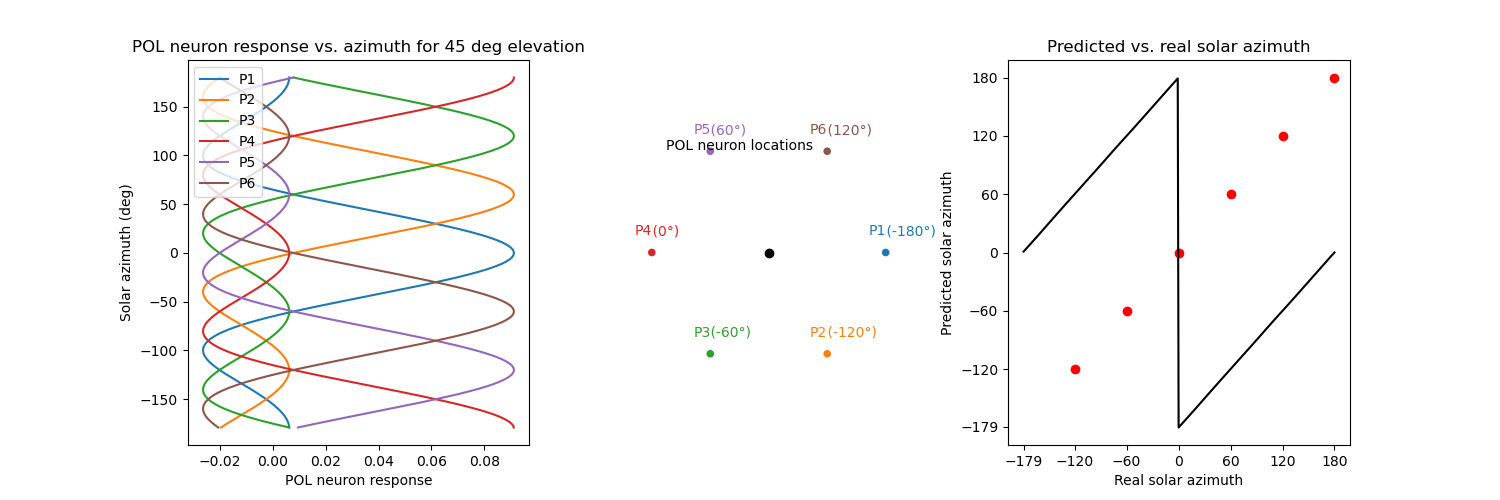 POL neuron response vs. azimuth for 45 deg elevation
P1
P2
P3
P4
P5
P6
150
100
50
0
−50
−100
−150
Solar azimuth (deg)
−0.02 0.00 0.02 0.04 0.06 0.08
POL neuron response
P5(60°) P6(120°)
POL neuron locations
P4(0°) P1(-180°)
P3(-60°) P2(-120°)
Predicted vs. real solar azimuth
180
120
60
0
−60
−120
−179
Predicted solar azimuth
−179 −120 −60 0 60 120 180
Real solar azimuth